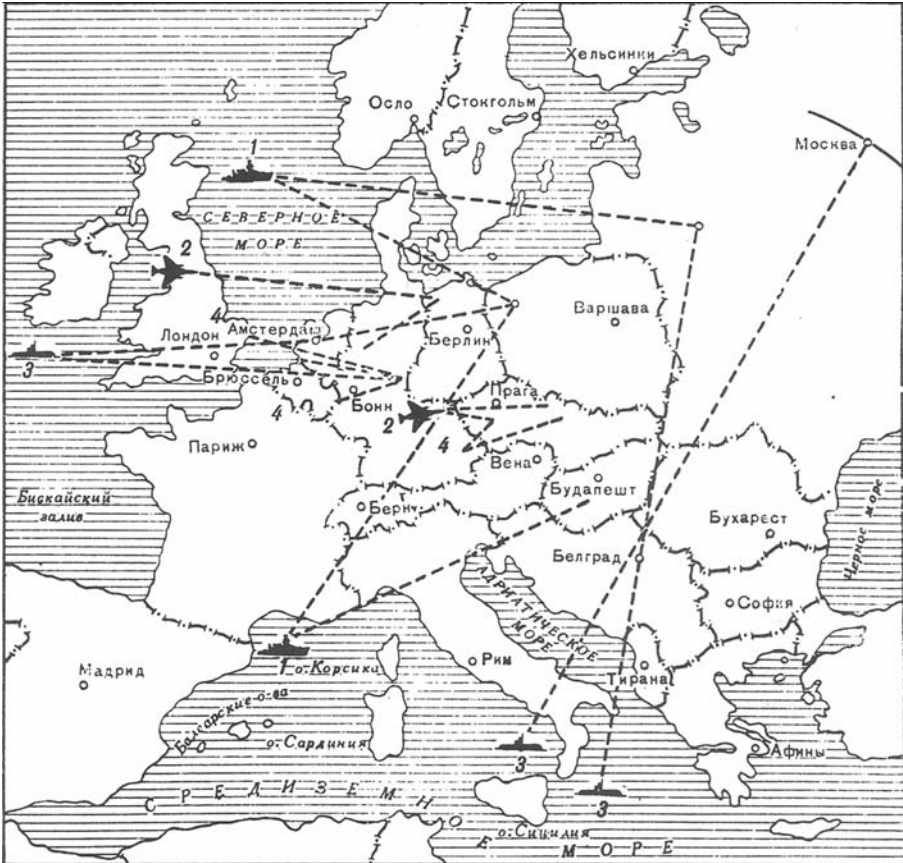 Хельсинки
Осло
Стокгольм
Москва
1
СЕВЕРНОЕ
МОРЕ
2
4
Лондон
Амстердам
Берлин
Варшава
3
Брюссель
Бонн
Прага
4
2
4
Париж
Вена
Будапешт
Бискайский
залив
Берн
Бухарест
Черное море
Белград
София
АДРИАТИЧЕСКОЕ
МОРЕ
1
о. Корсика
Рим
Тирана
Мадрид
Балеарские о-ва
о. Сардиния
3
Афины
3
СРЕДИЗЕМНОЕ
о. Сицилия
МОРЕ